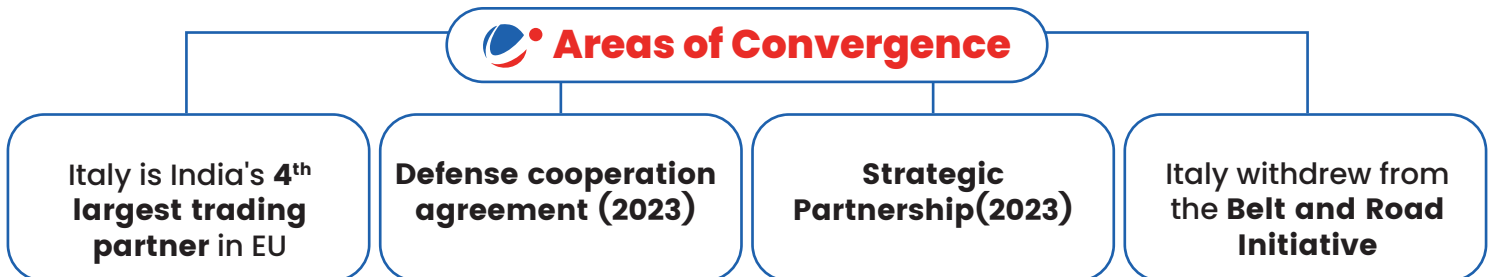 Areas of Convergence
Italy is India's 4th
largest trading
partner in EU
Defense cooperation
agreement (2023)
Strategic
Partnership(2023)
Italy withdrew from
the Belt and Road
Initiative